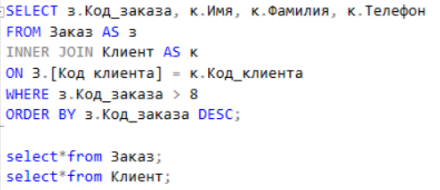 SELECT з.Код_заказа, к.Имя, к.Фамилия, к.Телефон
FROM Заказ AS з
INNER JOIN Клиент AS к
ON З.[Код клиента] = к.Код_клиента
WHERE з.Код_заказа > 8
ORDER BY з.Код_заказа DESC;
select*from Заказ;
select*from Клиент;